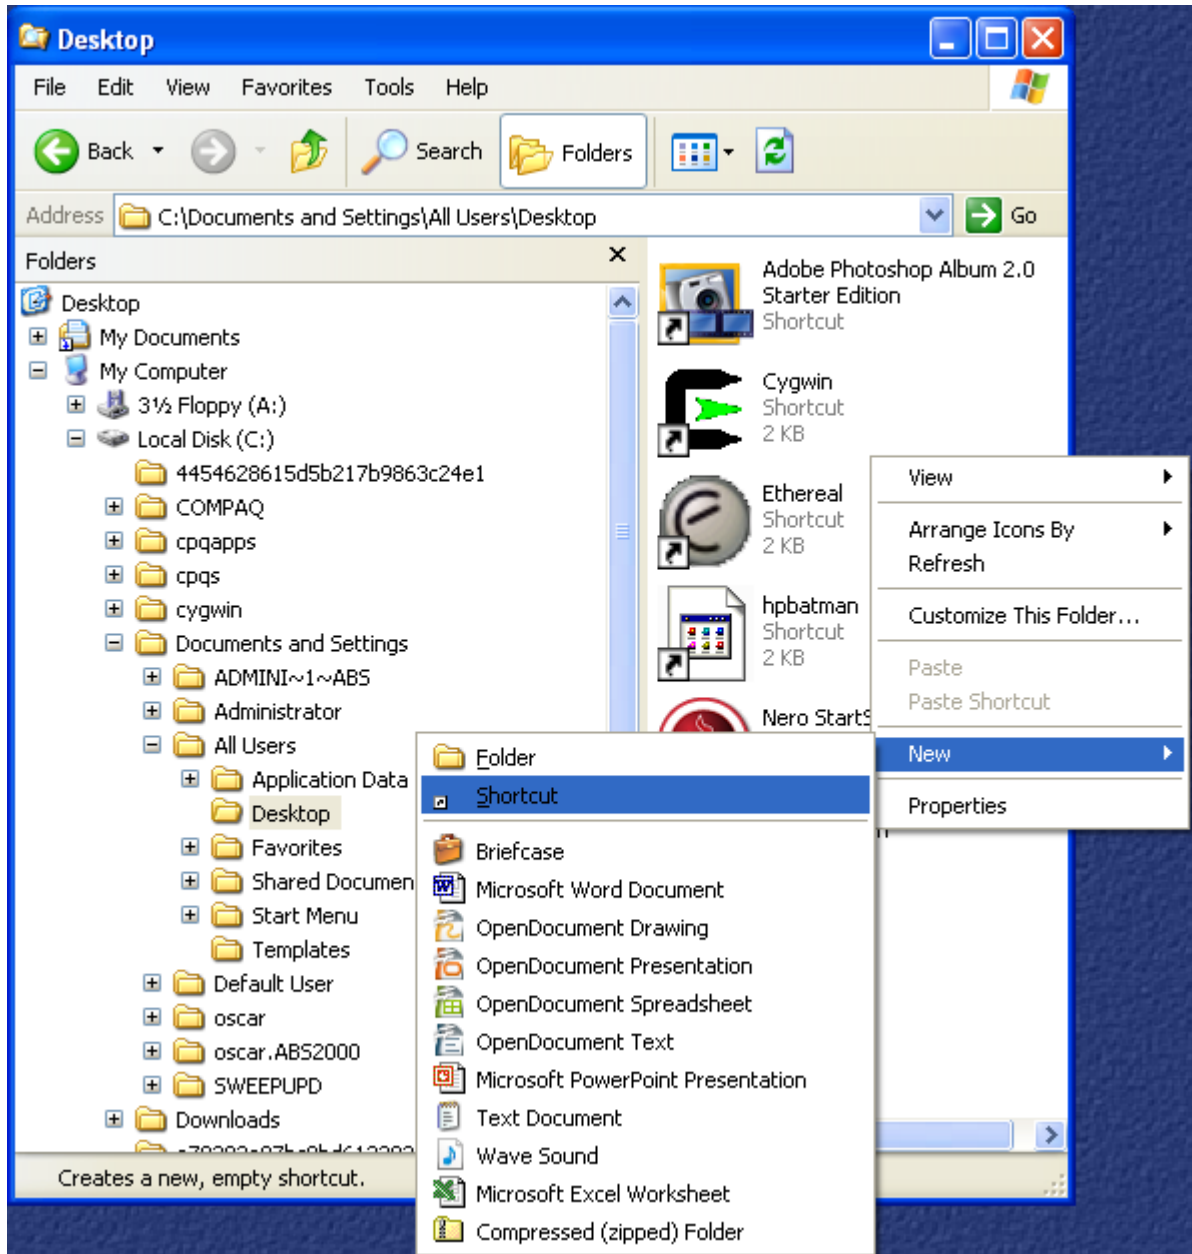 Desktop
File Edit View Favorites Tools Help
Back Search Folders
Address C:\Documents and Settings\All Users\Desktop Go
Folders
Desktop
My Documents
My Computer
3½ Floppy (A:)
Local Disk (C:)
4454628615d5b217b9863c24e1
COMPAQ
cpqapps
cpqs
cygwin
Documents and Settings
ADMINI~1~ABS
Administrator
All Users
Application Data
Desktop
Favorites
Shared Documen
Start Menu
Templates
Default User
oscar
oscar.ABS2000
SWEEPUPD
Downloads
Creates a new, empty shortcut.
Adobe Photoshop Album 2.0
Starter Edition
Shortcut
Cygwin
Shortcut
2 KB
Ethereal
Shortcut
2 KB
hpbatman
Shortcut
2 KB
Nero StartS
View
Arrange Icons By
Refresh
Customize This Folder...
Paste
Paste Shortcut
New
Properties
Folder
Shortcut
Briefcase
Microsoft Word Document
OpenDocument Drawing
OpenDocument Presentation
OpenDocument Spreadsheet
OpenDocument Text
Microsoft PowerPoint Presentation
Text Document
Wave Sound
Microsoft Excel Worksheet
Compressed (zipped) Folder